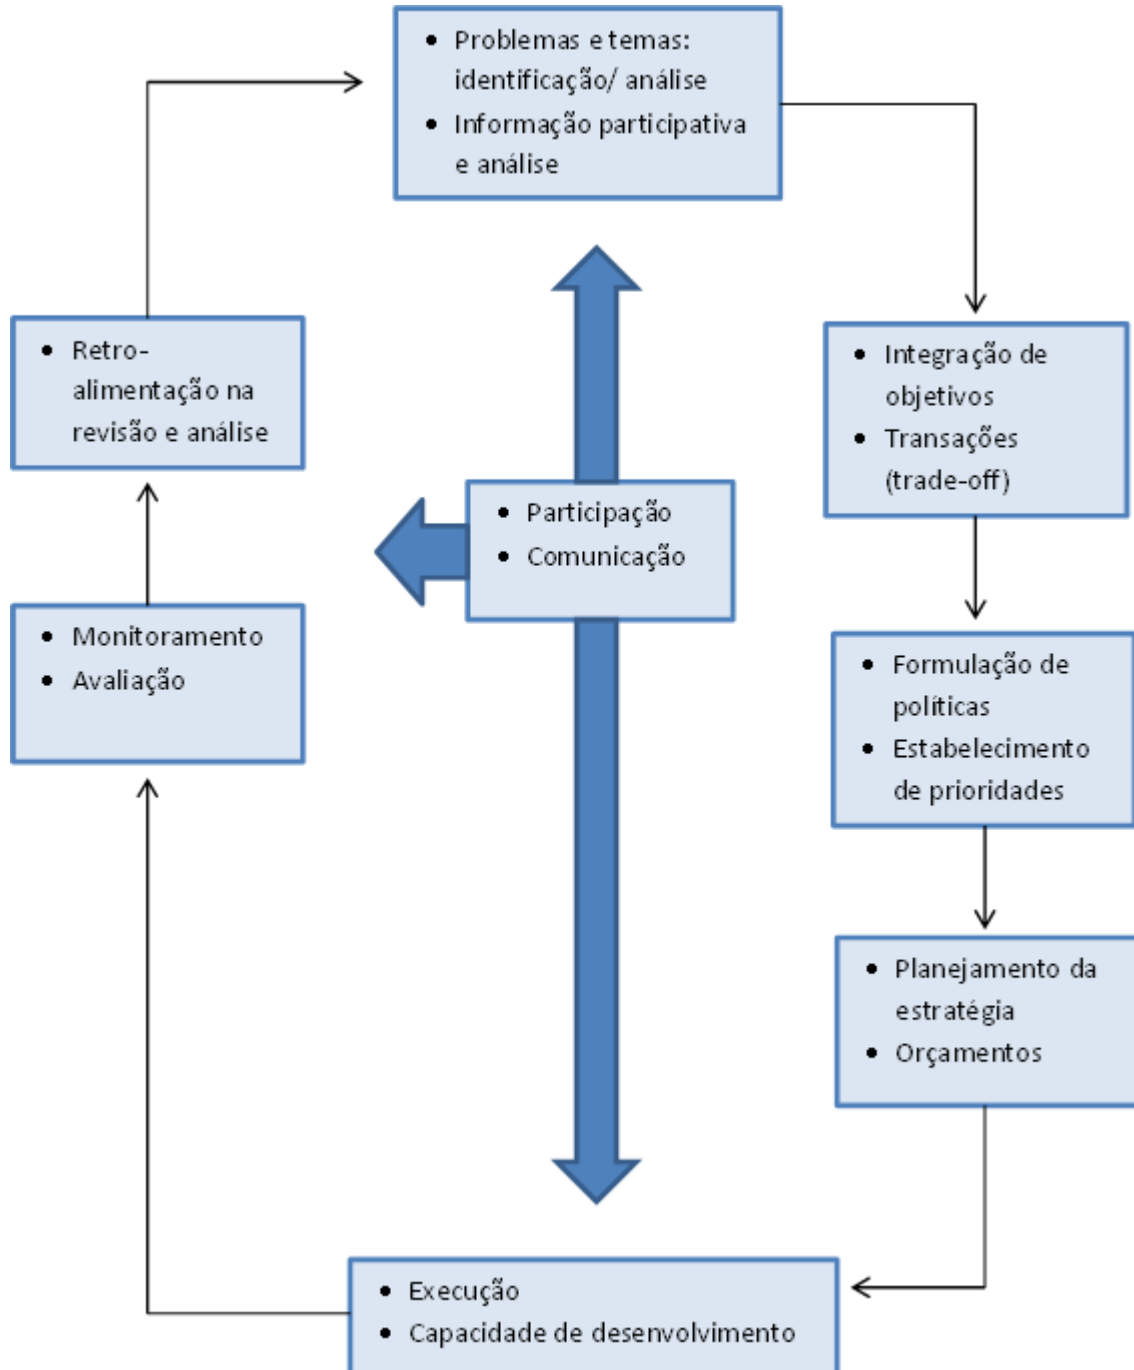 • Problemas e temas:
identificação/ análise
• Informação participativa
e análise
• Retro-
alimentação na
revisão e análise
• Integração de
objetivos
• Transações
(trade-off)
• Participação
• Comunicação
• Monitoramento
• Avaliação
• Formulação de
políticas
• Estabelecimento
de prioridades
• Planejamento da
estratégia
• Orçamentos
• Execução
• Capacidade de desenvolvimento